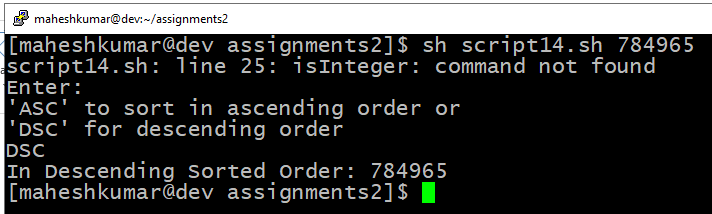 maheshkumar@dev:~/assignments2
[maheshkumar@dev assignments2]$ sh script14.sh 784965
script14.sh: line 25: isInteger: command not found
Enter:
'ASC' to sort in ascending order or
'DSC' for descending order
DSC
In Descending Sorted Order: 784965
[maheshkumar@dev assignments2]$